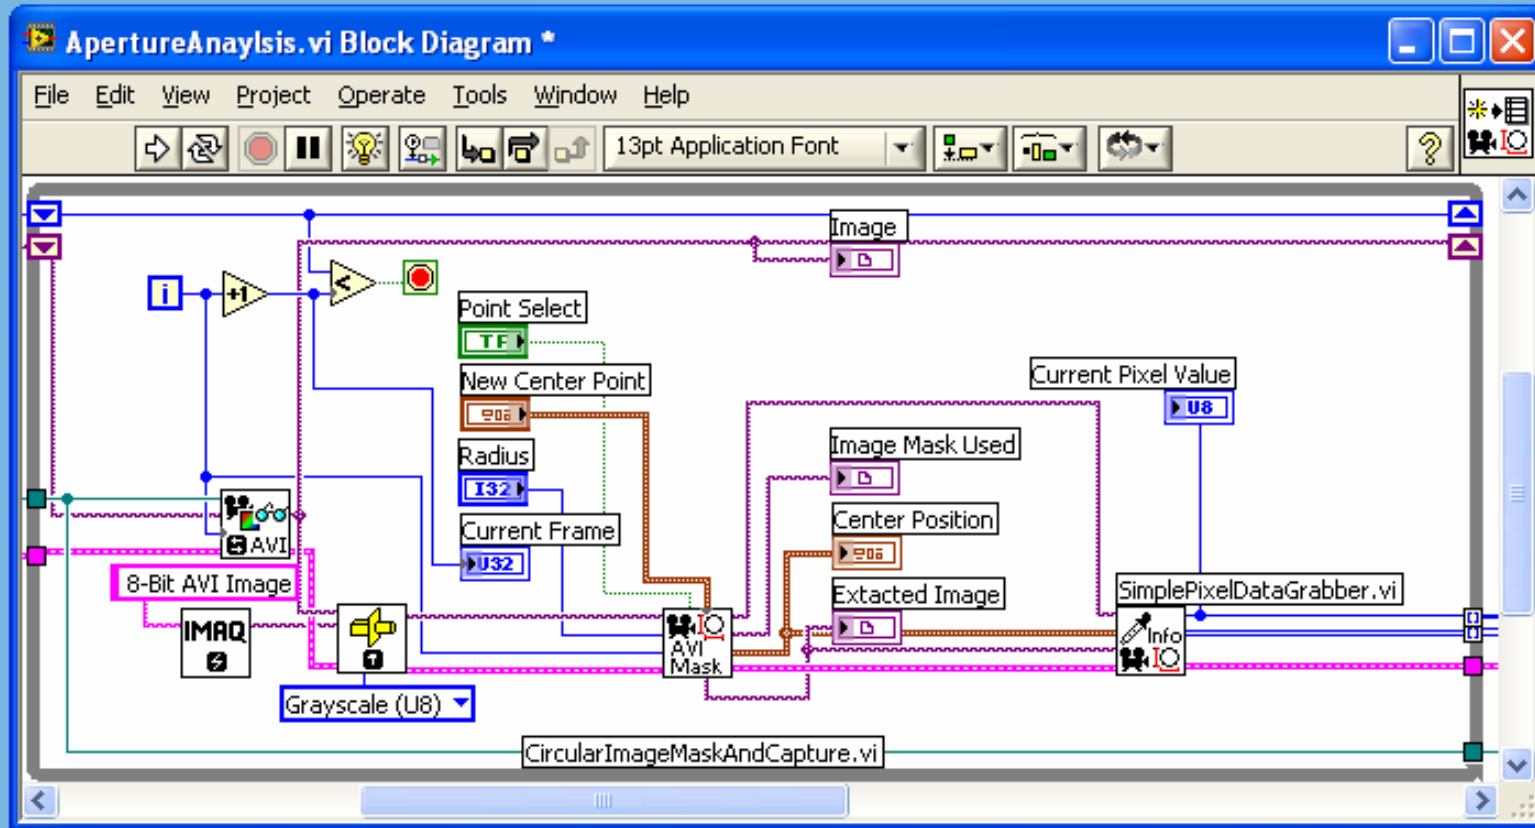 ApertureAnaylsis.vi Block Diagram *
File Edit View Project Operate Tools Window Help
13pt Application Font
?
Image
i
+1
<
Point Select
TF
New Center Point
Current Pixel Value
U8
Radius
I32
Image Mask Used
Current Frame
U32
Center Position
AVI
8-Bit AVI Image
Extacted Image
SimplePixelDataGrabber.vi
IMAQ
T
AVI
Mask
Info
Grayscale (U8)
CircularImageMaskAndCapture.vi